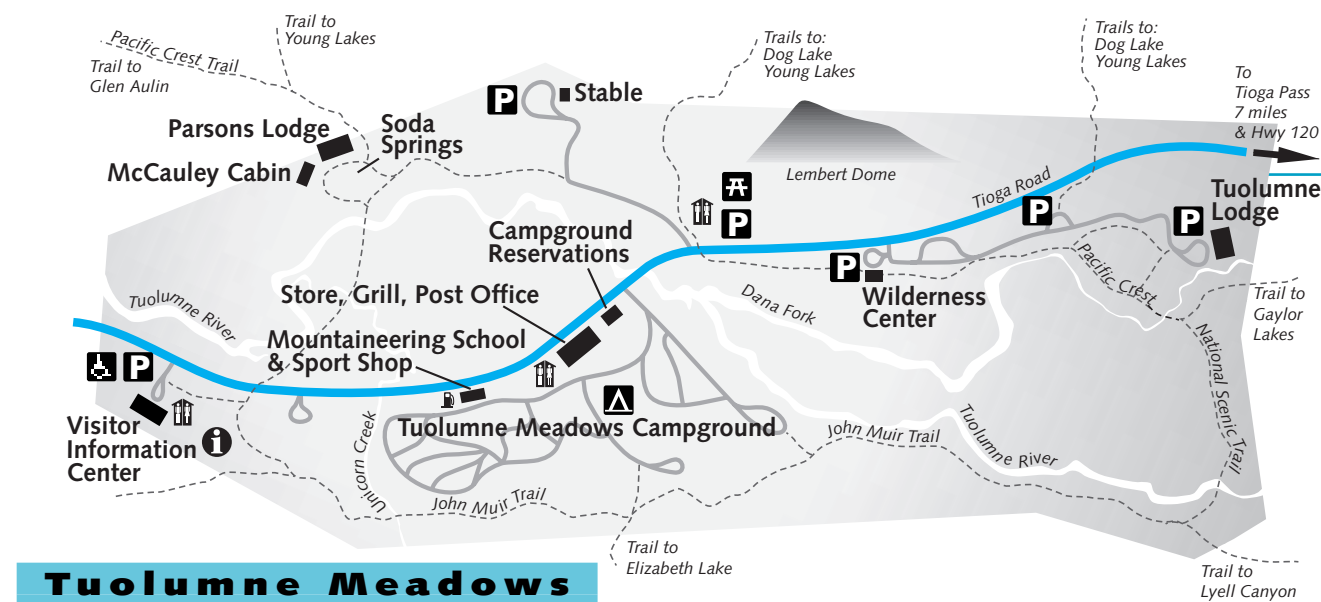 Trail to
Young Lakes
Pacific Crest Trail
Trail to
Glen Aulin
Trails to:
Dog Lake
Young Lakes
Trails to:
Dog Lake
Young Lakes
To
Tioga Pass
7 miles
& Hwy 120
P
Stable
Parsons Lodge
Soda
Springs
McCauley Cabin
Lembert Dome
Tioga Road
P
P
P
Tuolumne
Lodge
Campground
Reservations
P
Wilderness
Center
Pacific Crest
National Scenic Trail
Trail to
Gaylor
Lakes
Dana Fork
Store, Grill, Post Office
Tuolumne River
Mountaineering School
& Sport Shop
P
Visitor
Information
Center
i
Unicorn Creek
Tuolumne Meadows Campground
John Muir Trail
Tuolumne River
John Muir Trail
Trail to
Elizabeth Lake
Trail to
Lyell Canyon
Tuolumne Meadows